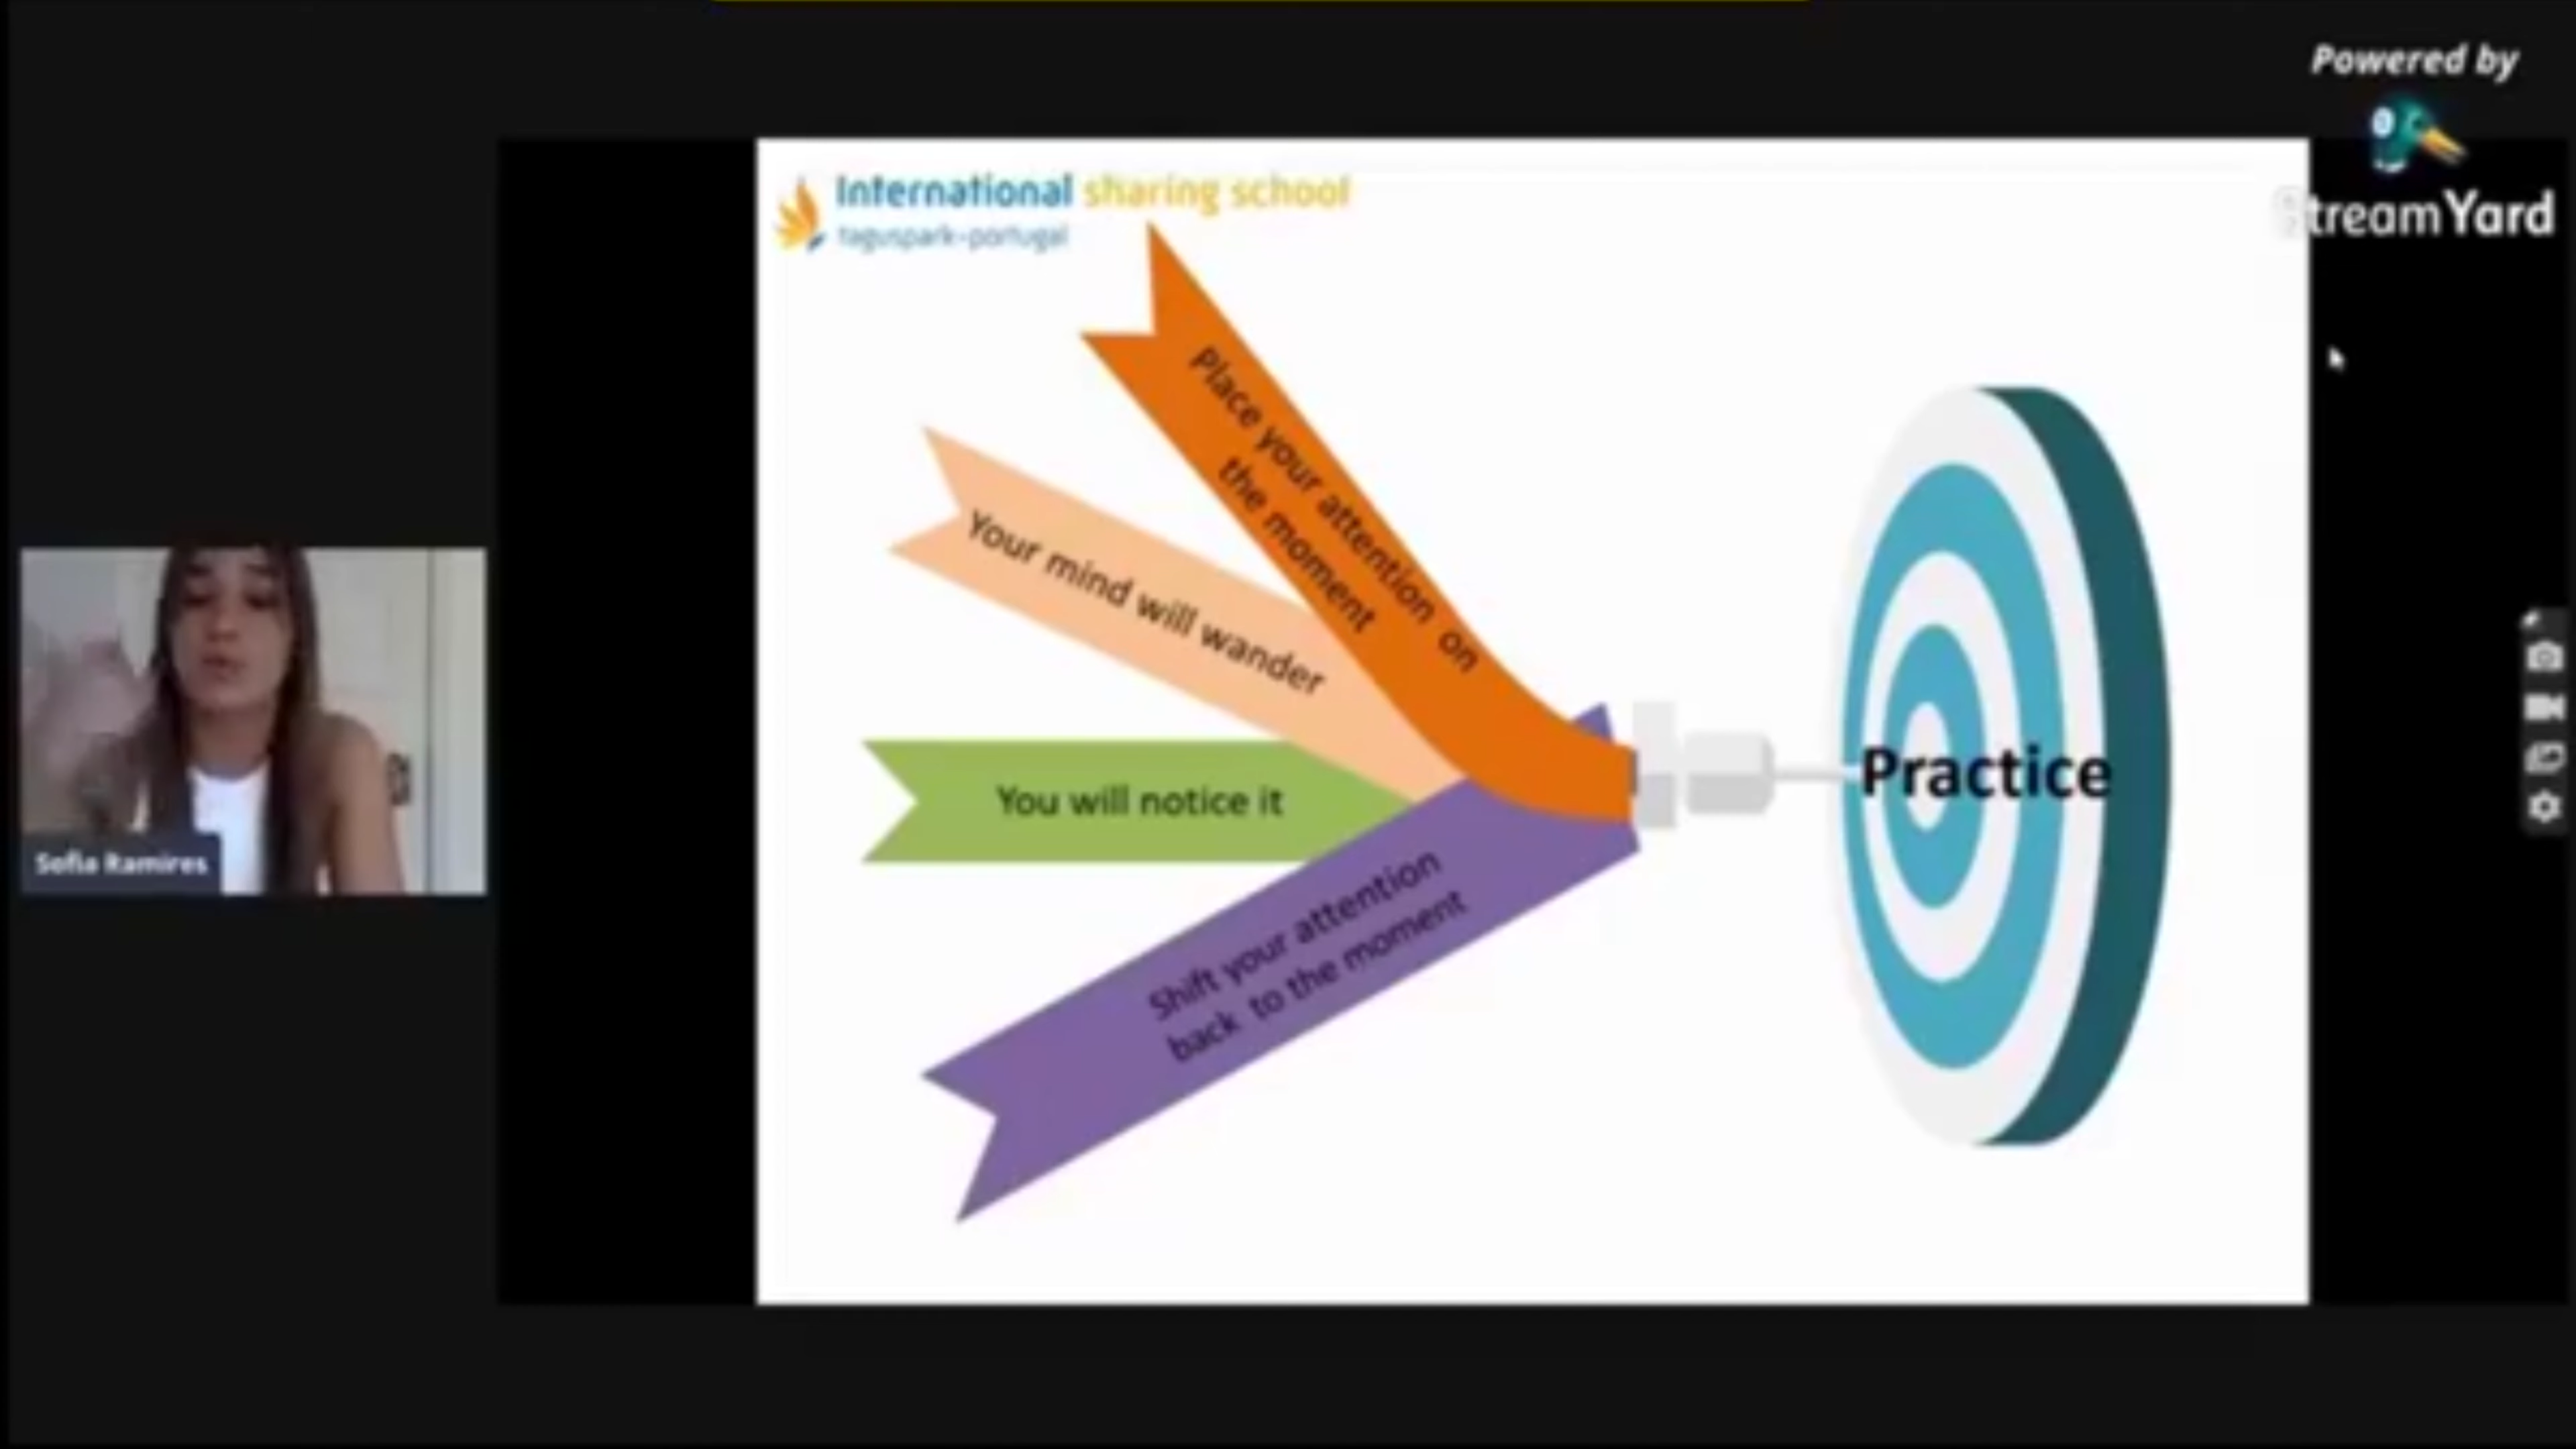 Powered by
StreamYard
International sharing school
taguspark-portugal
Place your attention on
the moment
Your mind will wander
You will notice it
Shift your attention
back to the moment
Practice
Sofia Ramires